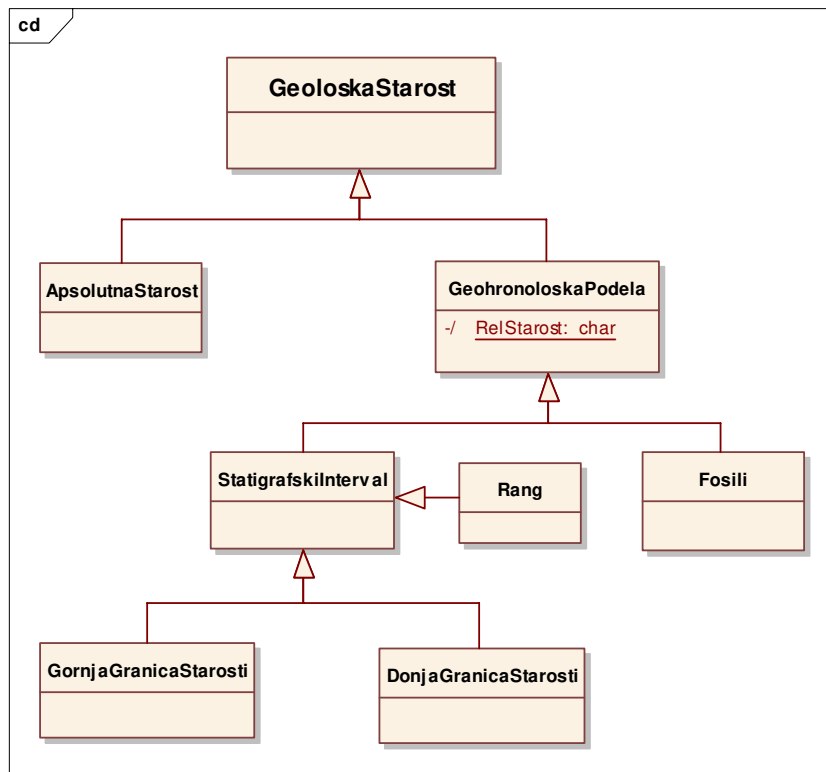 cd
GeoloskaStarost
ApsolutnaStarost
GeohronoloskaPodela
-/ RelStarost: char
StatigrafskiInterval
Rang
Fosili
GornjaGranicaStarosti
DonjaGranicaStarosti